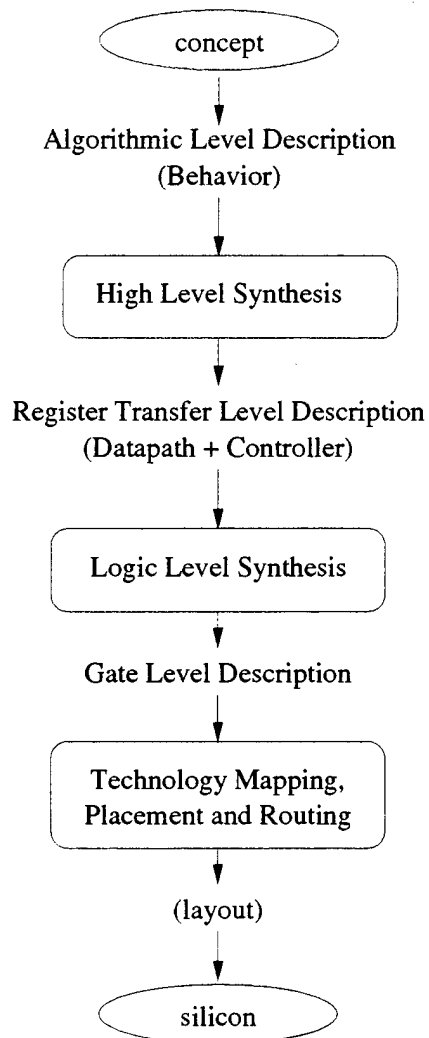 concept
Algorithmic Level Description
(Behavior)
High Level Synthesis
Register Transfer Level Description
(Datapath + Controller)
Logic Level Synthesis
Gate Level Description
Technology Mapping,
Placement and Routing
(layout)
silicon